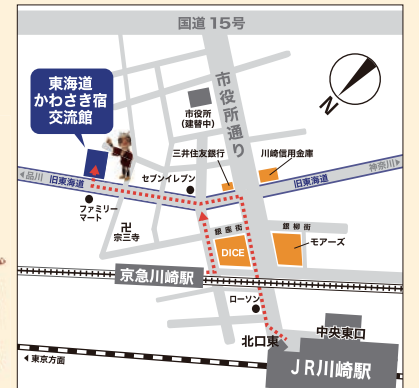 国道15号
東海道
かわさき宿
交流館
市役所
(建替中)
市役所通り
N
三井住友銀行
川崎信用金庫
セブンイレブン
神奈川▶
◀品川
旧東海道
旧東海道
ファミリー
マート
卍
宗三寺
銀座街
銀柳街
DICE
モアーズ
京急川崎駅
ローソン
北口東
中央東口
JR川崎駅
◀東京方面